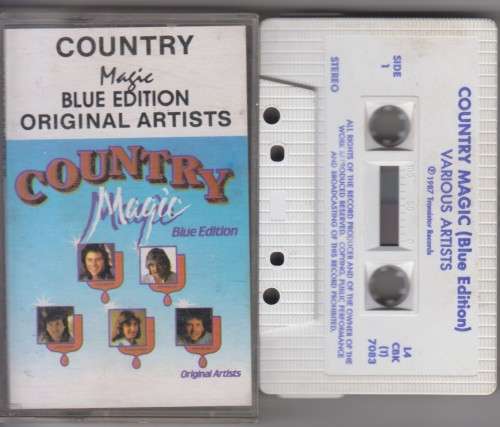 COUNTRY
Magic
BLUE EDITION
ORIGINAL ARTISTS
COUNTRY
Magic
Blue Edition
Original Artists
SIDE
1
STEREO
COUNTRY MAGIC (Blue Edition)
VARIOUS ARTISTS
℗ 1987 Transistor Records
ALL RIGHTS OF THE RECORD PRODUCER AND OF THE OWNER OF THE
WORK REPRODUCED RESERVED. COPYING, PUBLIC PERFORMANCE
AND BROADCASTING OF THIS RECORD PROHIBITED.
L4
CBK
(T)
7083